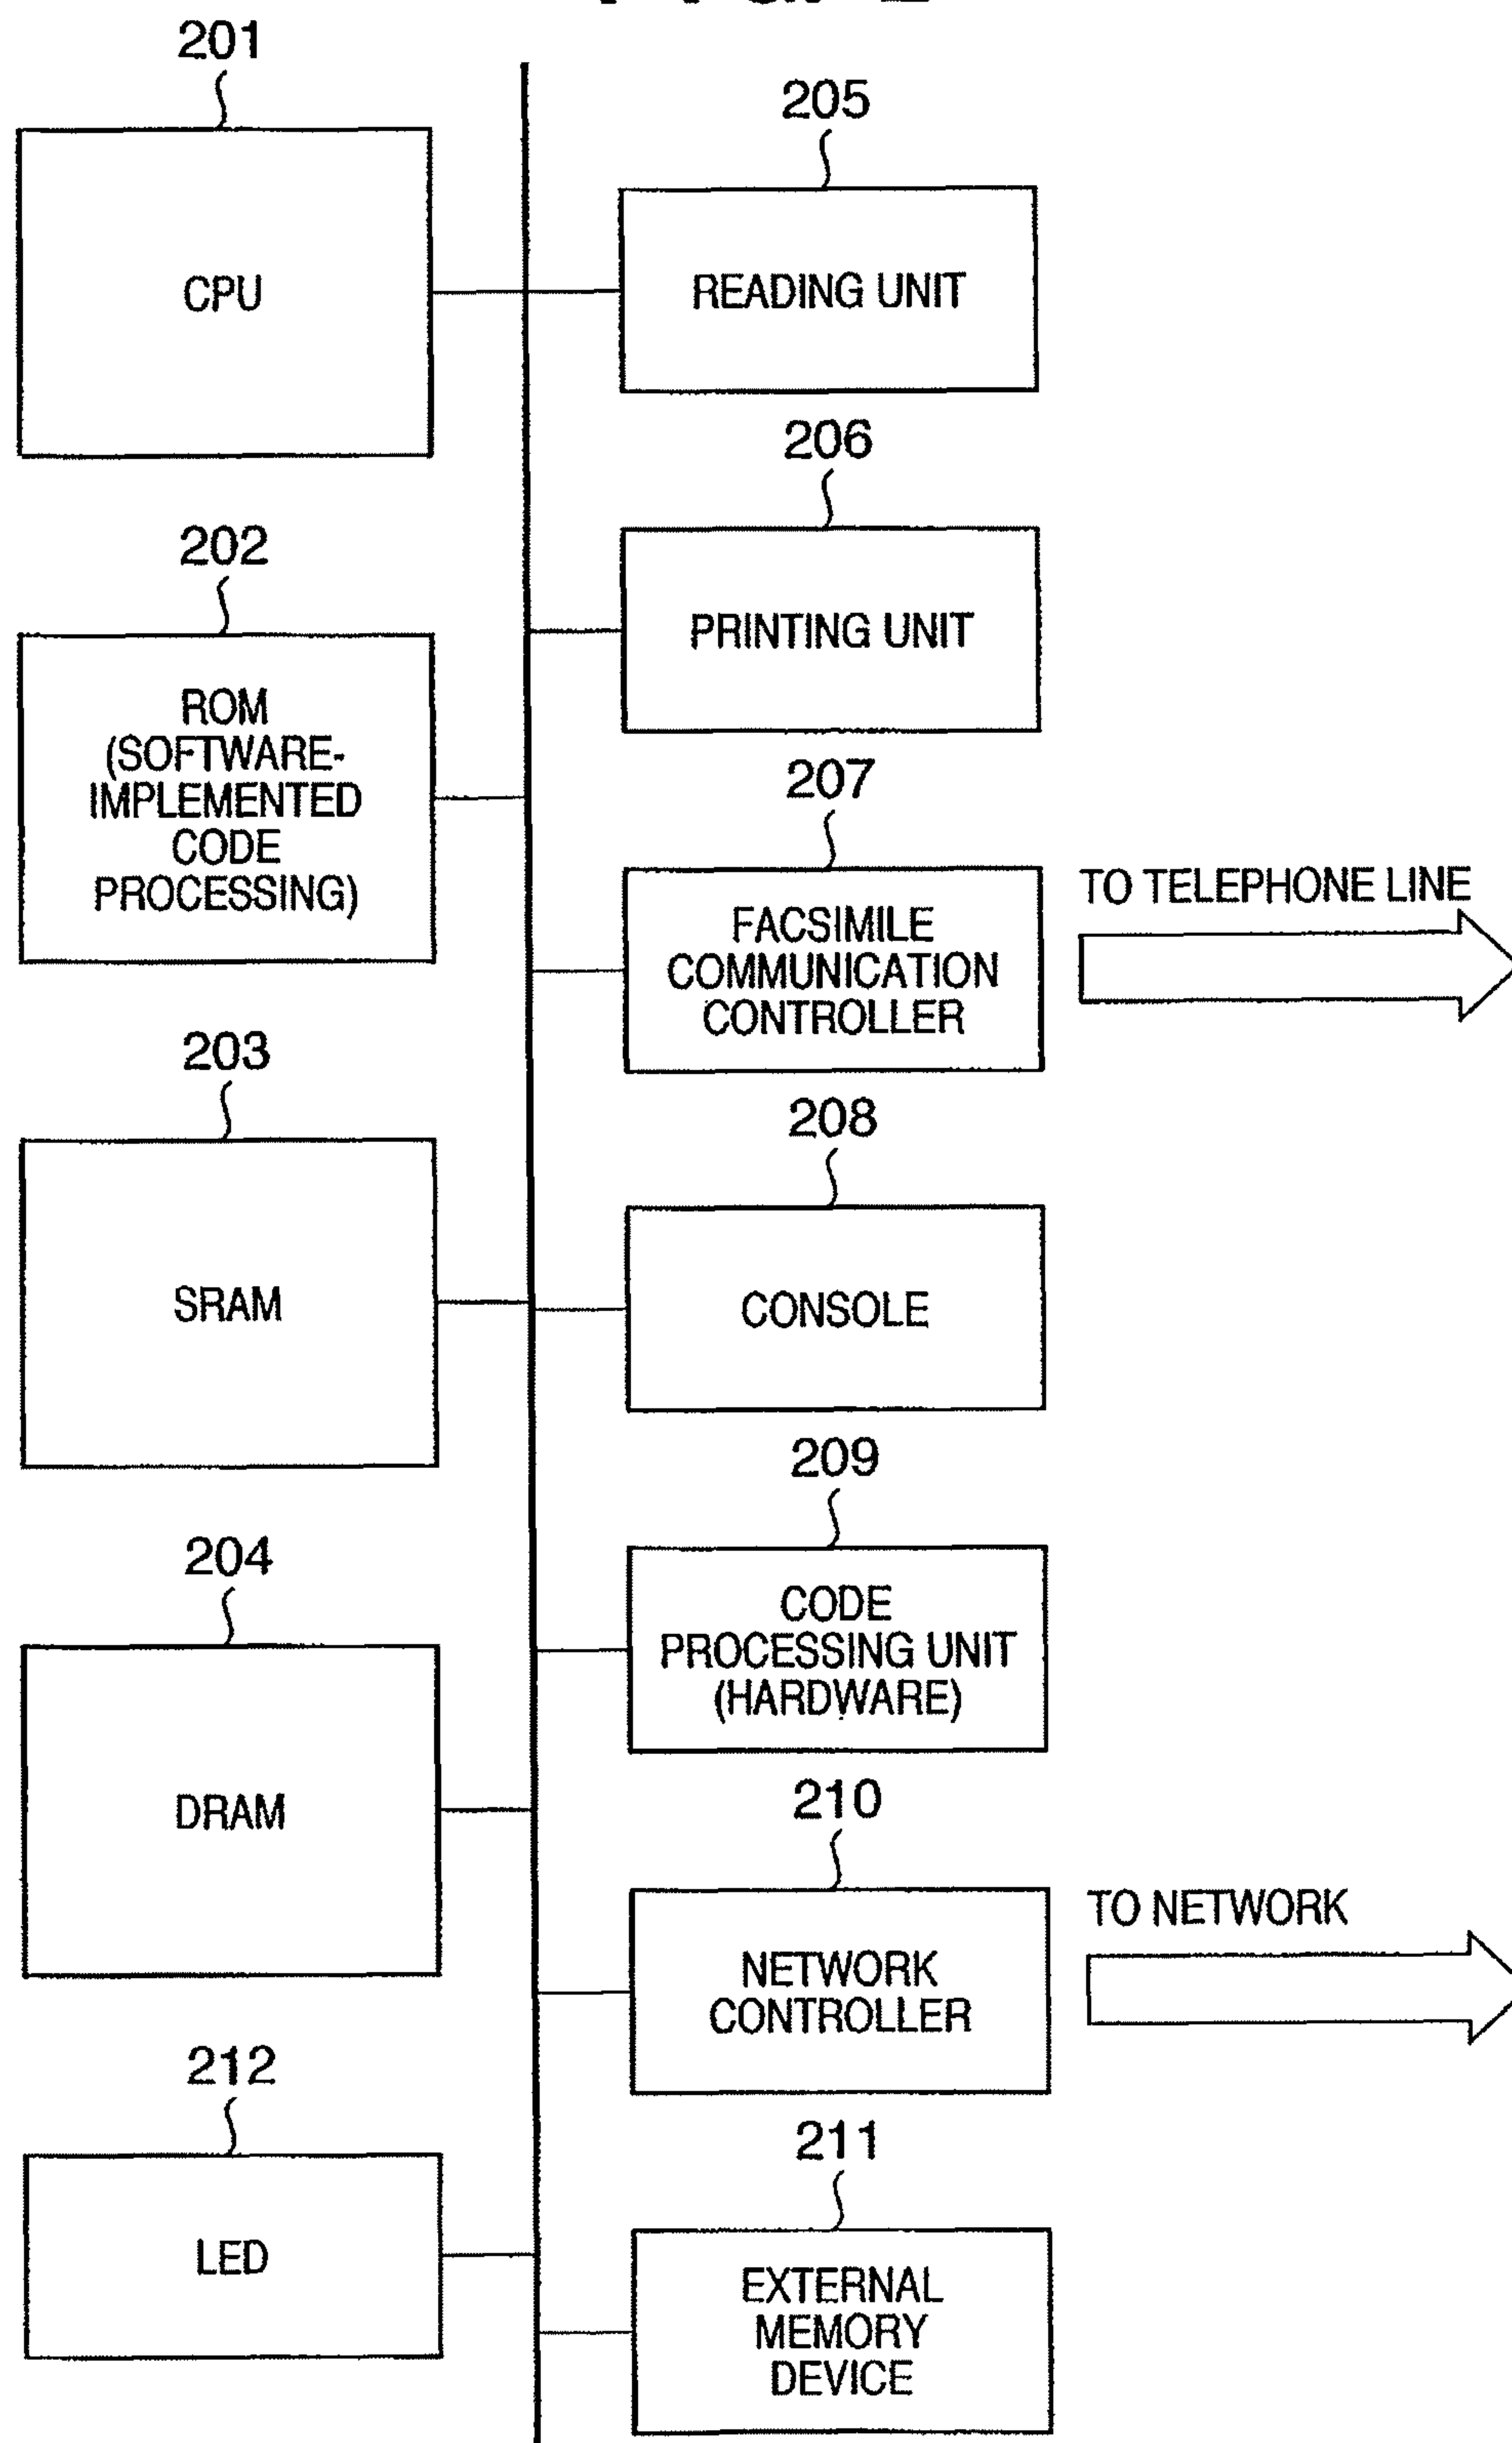 201
CPU
205
READING UNIT
206
PRINTING UNIT
202
ROM
(SOFTWARE-
IMPLEMENTED
CODE
PROCESSING)
207
FACSIMILE
COMMUNICATION
CONTROLLER
TO TELEPHONE LINE
203
SRAM
208
CONSOLE
209
CODE
PROCESSING UNIT
(HARDWARE)
204
DRAM
210
NETWORK
CONTROLLER
TO NETWORK
212
LED
211
EXTERNAL
MEMORY
DEVICE